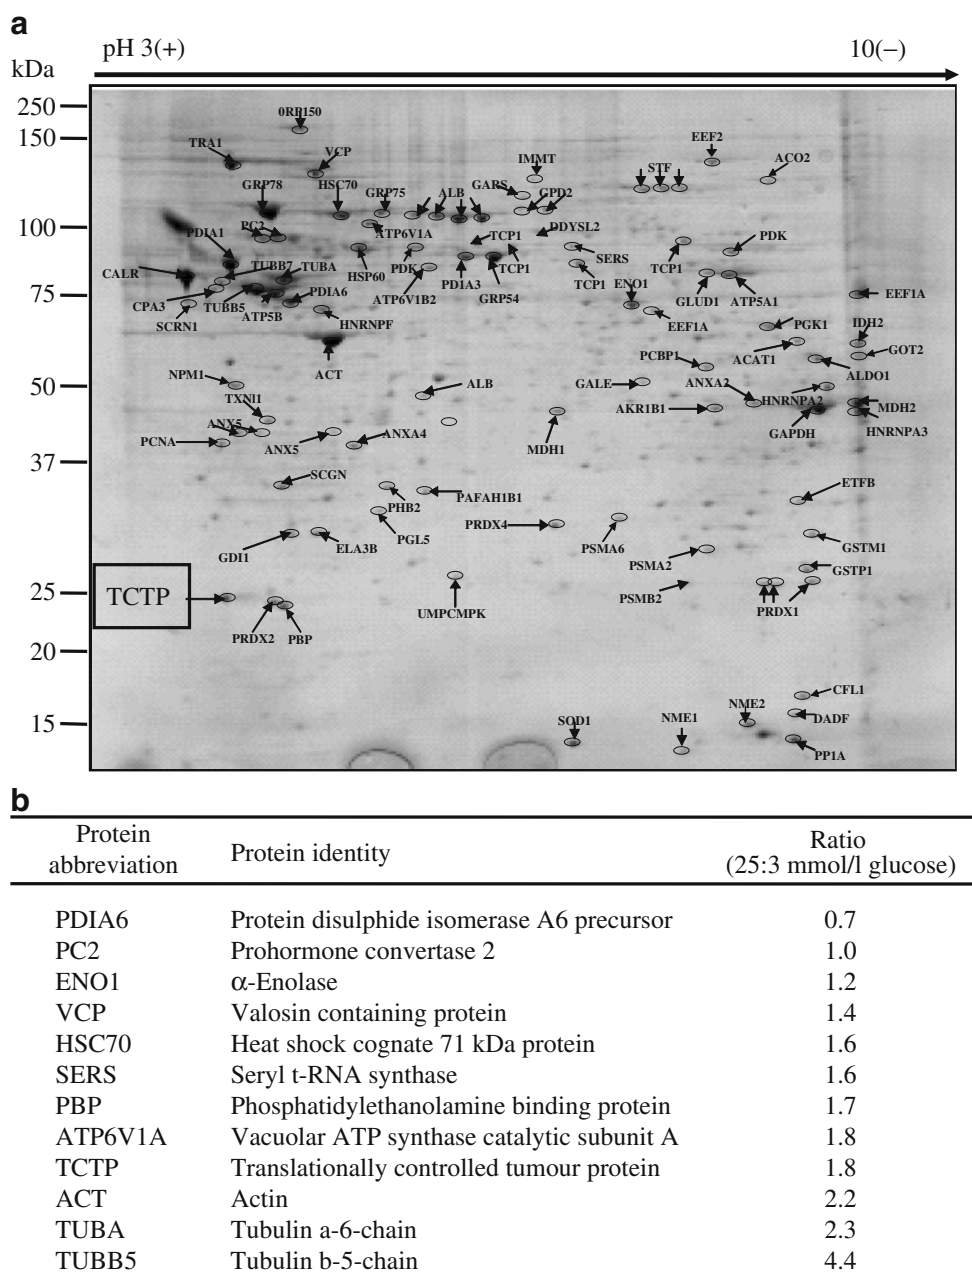 a
pH 3(+) 10(−)
kDa
250
0RP150
150
EEF2
TRA1
VCP
IMMT
STF
ACO2
GRP78
HSC70
GRP75
ALB
GARS
GPD2
100
PC2
ATP6V1A
DDYSL2
PDIA1
TCP1
PDK
SERS
TCP1
CALR
TUBB7
TUBA
HSP60
PDK
PD1A3
TCP1
TCP1
ENO1
75
CPA3
TUBB5
PDIA6
ATP6V1B2
GRP54
GLUD1
ATP5A1
EEF1A
SCRN1
ATP5B
HNRNPF
EEF1A
PGK1
IDH2
PCBP1
ACAT1
GOT2
ACT
ALDO1
NPM1
50
ALB
GALE
ANXA2
HNRNPA2
TXNl1
AKR1B1
MDH2
ANX5
GAPDH
HNRNPA3
PCNA
ANX5
ANXA4
MDH1
37
SCGN
ETFB
PHB2
PAFAH1B1
PRDX4
PGL5
GDI1
ELA3B
PSMA6
GSTM1
PSMA2
GSTP1
25
TCTP
PSMB2
UMPCMPK
PRDX1
PRDX2
PBP
20
CFL1
NME2
15
SOD1
NME1
DADF
PP1A
b
Protein abbreviation Protein identity Ratio (25:3 mmol/l glucose)
PDIA6 Protein disulphide isomerase A6 precursor 0.7
PC2 Prohormone convertase 2 1.0
ENO1 α-Enolase 1.2
VCP Valosin containing protein 1.4
HSC70 Heat shock cognate 71 kDa protein 1.6
SERS Seryl t-RNA synthase 1.6
PBP Phosphatidylethanolamine binding protein 1.7
ATP6V1A Vacuolar ATP synthase catalytic subunit A 1.8
TCTP Translationally controlled tumour protein 1.8
ACT Actin 2.2
TUBA Tubulin a-6-chain 2.3
TUBB5 Tubulin b-5-chain 4.4